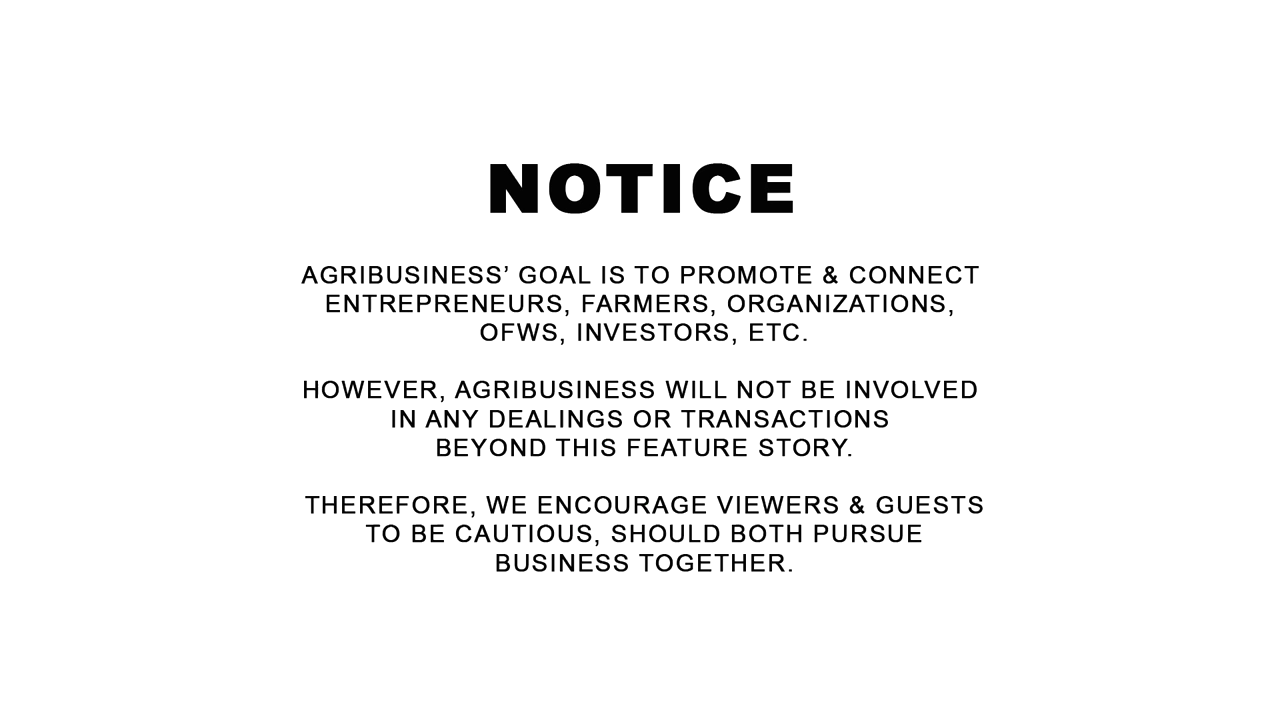 NOTICE
AGRIBUSINESS’ GOAL IS TO PROMOTE & CONNECT
ENTREPRENEURS, FARMERS, ORGANIZATIONS,
OFWS, INVESTORS, ETC.
HOWEVER, AGRIBUSINESS WILL NOT BE INVOLVED
IN ANY DEALINGS OR TRANSACTIONS
BEYOND THIS FEATURE STORY.
THEREFORE, WE ENCOURAGE VIEWERS & GUESTS
TO BE CAUTIOUS, SHOULD BOTH PURSUE
BUSINESS TOGETHER.